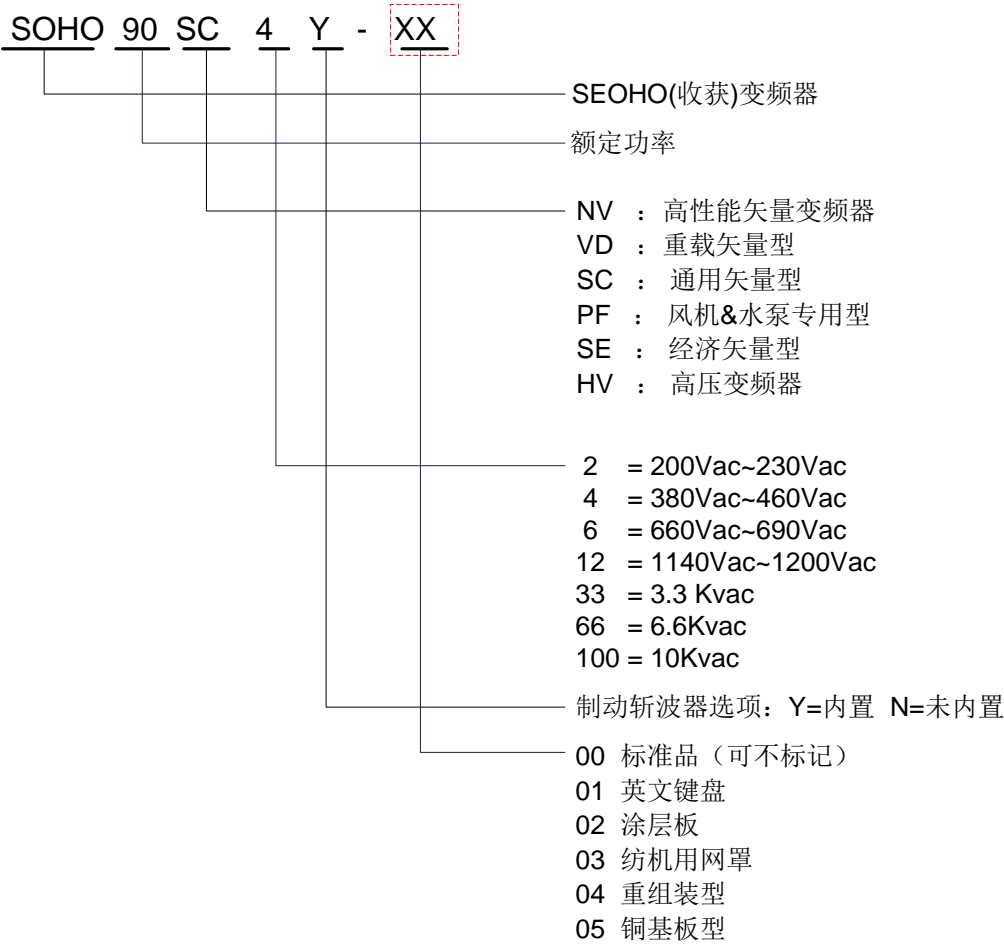 SOHO 90 SC 4 Y - XX
SEOHO(收获)变频器
额定功率
NV ：高性能矢量变频器
VD ：重载矢量型
SC ： 通用矢量型
PF ： 风机&水泵专用型
SE ： 经济矢量型
HV ： 高压变频器
2 = 200Vac~230Vac
4 = 380Vac~460Vac
6 = 660Vac~690Vac
12 = 1140Vac~1200Vac
33 = 3.3 Kvac
66 = 6.6Kvac
100 = 10Kvac
制动斩波器选项：Y=内置 N=未内置
00 标准品（可不标记）
01 英文键盘
02 涂层板
03 纺机用网罩
04 重组装型
05 铜基板型